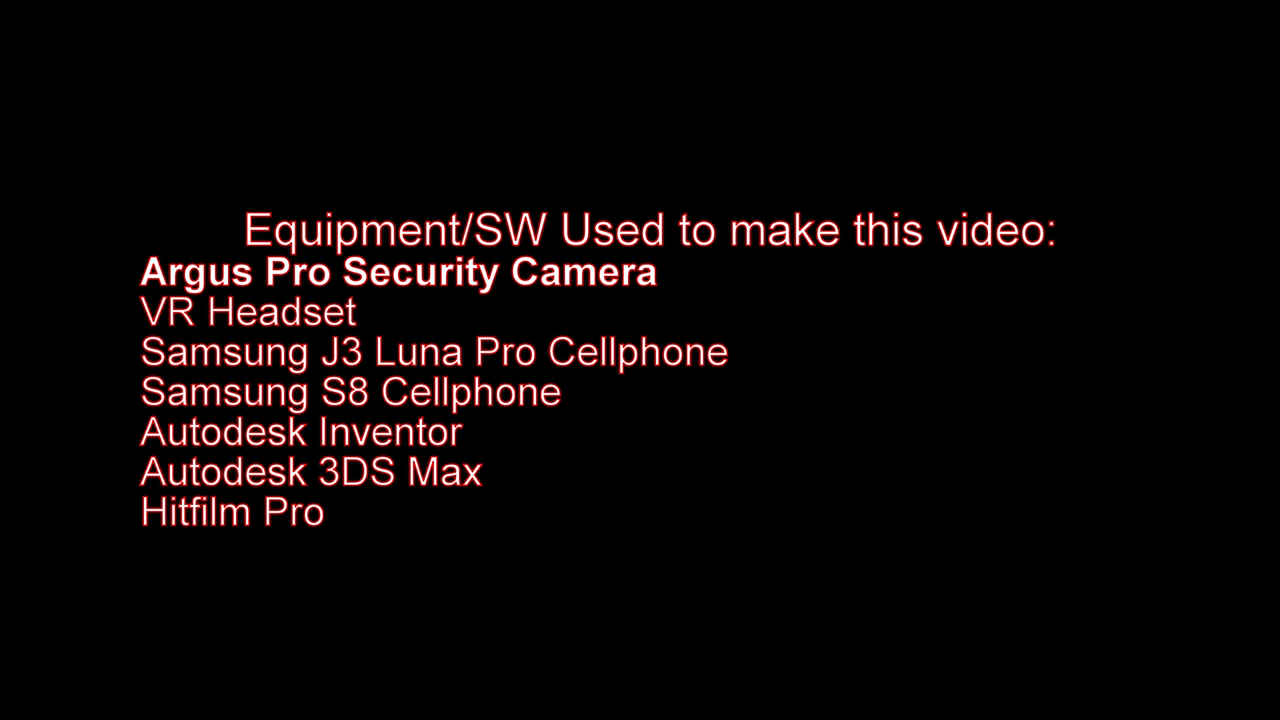 Equipment/SW Used to make this video:
Argus Pro Security Camera
VR Headset
Samsung J3 Luna Pro Cellphone
Samsung S8 Cellphone
Autodesk Inventor
Autodesk 3DS Max
Hitfilm Pro